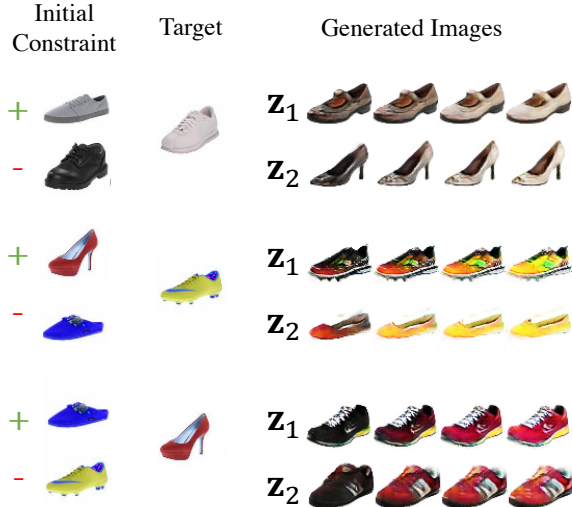 Initial Constraint
Target
Generated Images
+
z₁
-
z₂
+
z₁
-
z₂
+
z₁
-
z₂